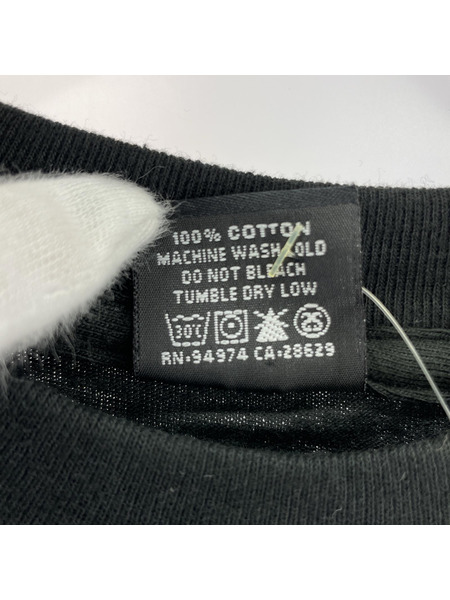 100% COTTON
MACHINE WASH COLD
DO NOT BLEACH
TUMBLE DRY LOW
30°C
RN-94974 CA-28629